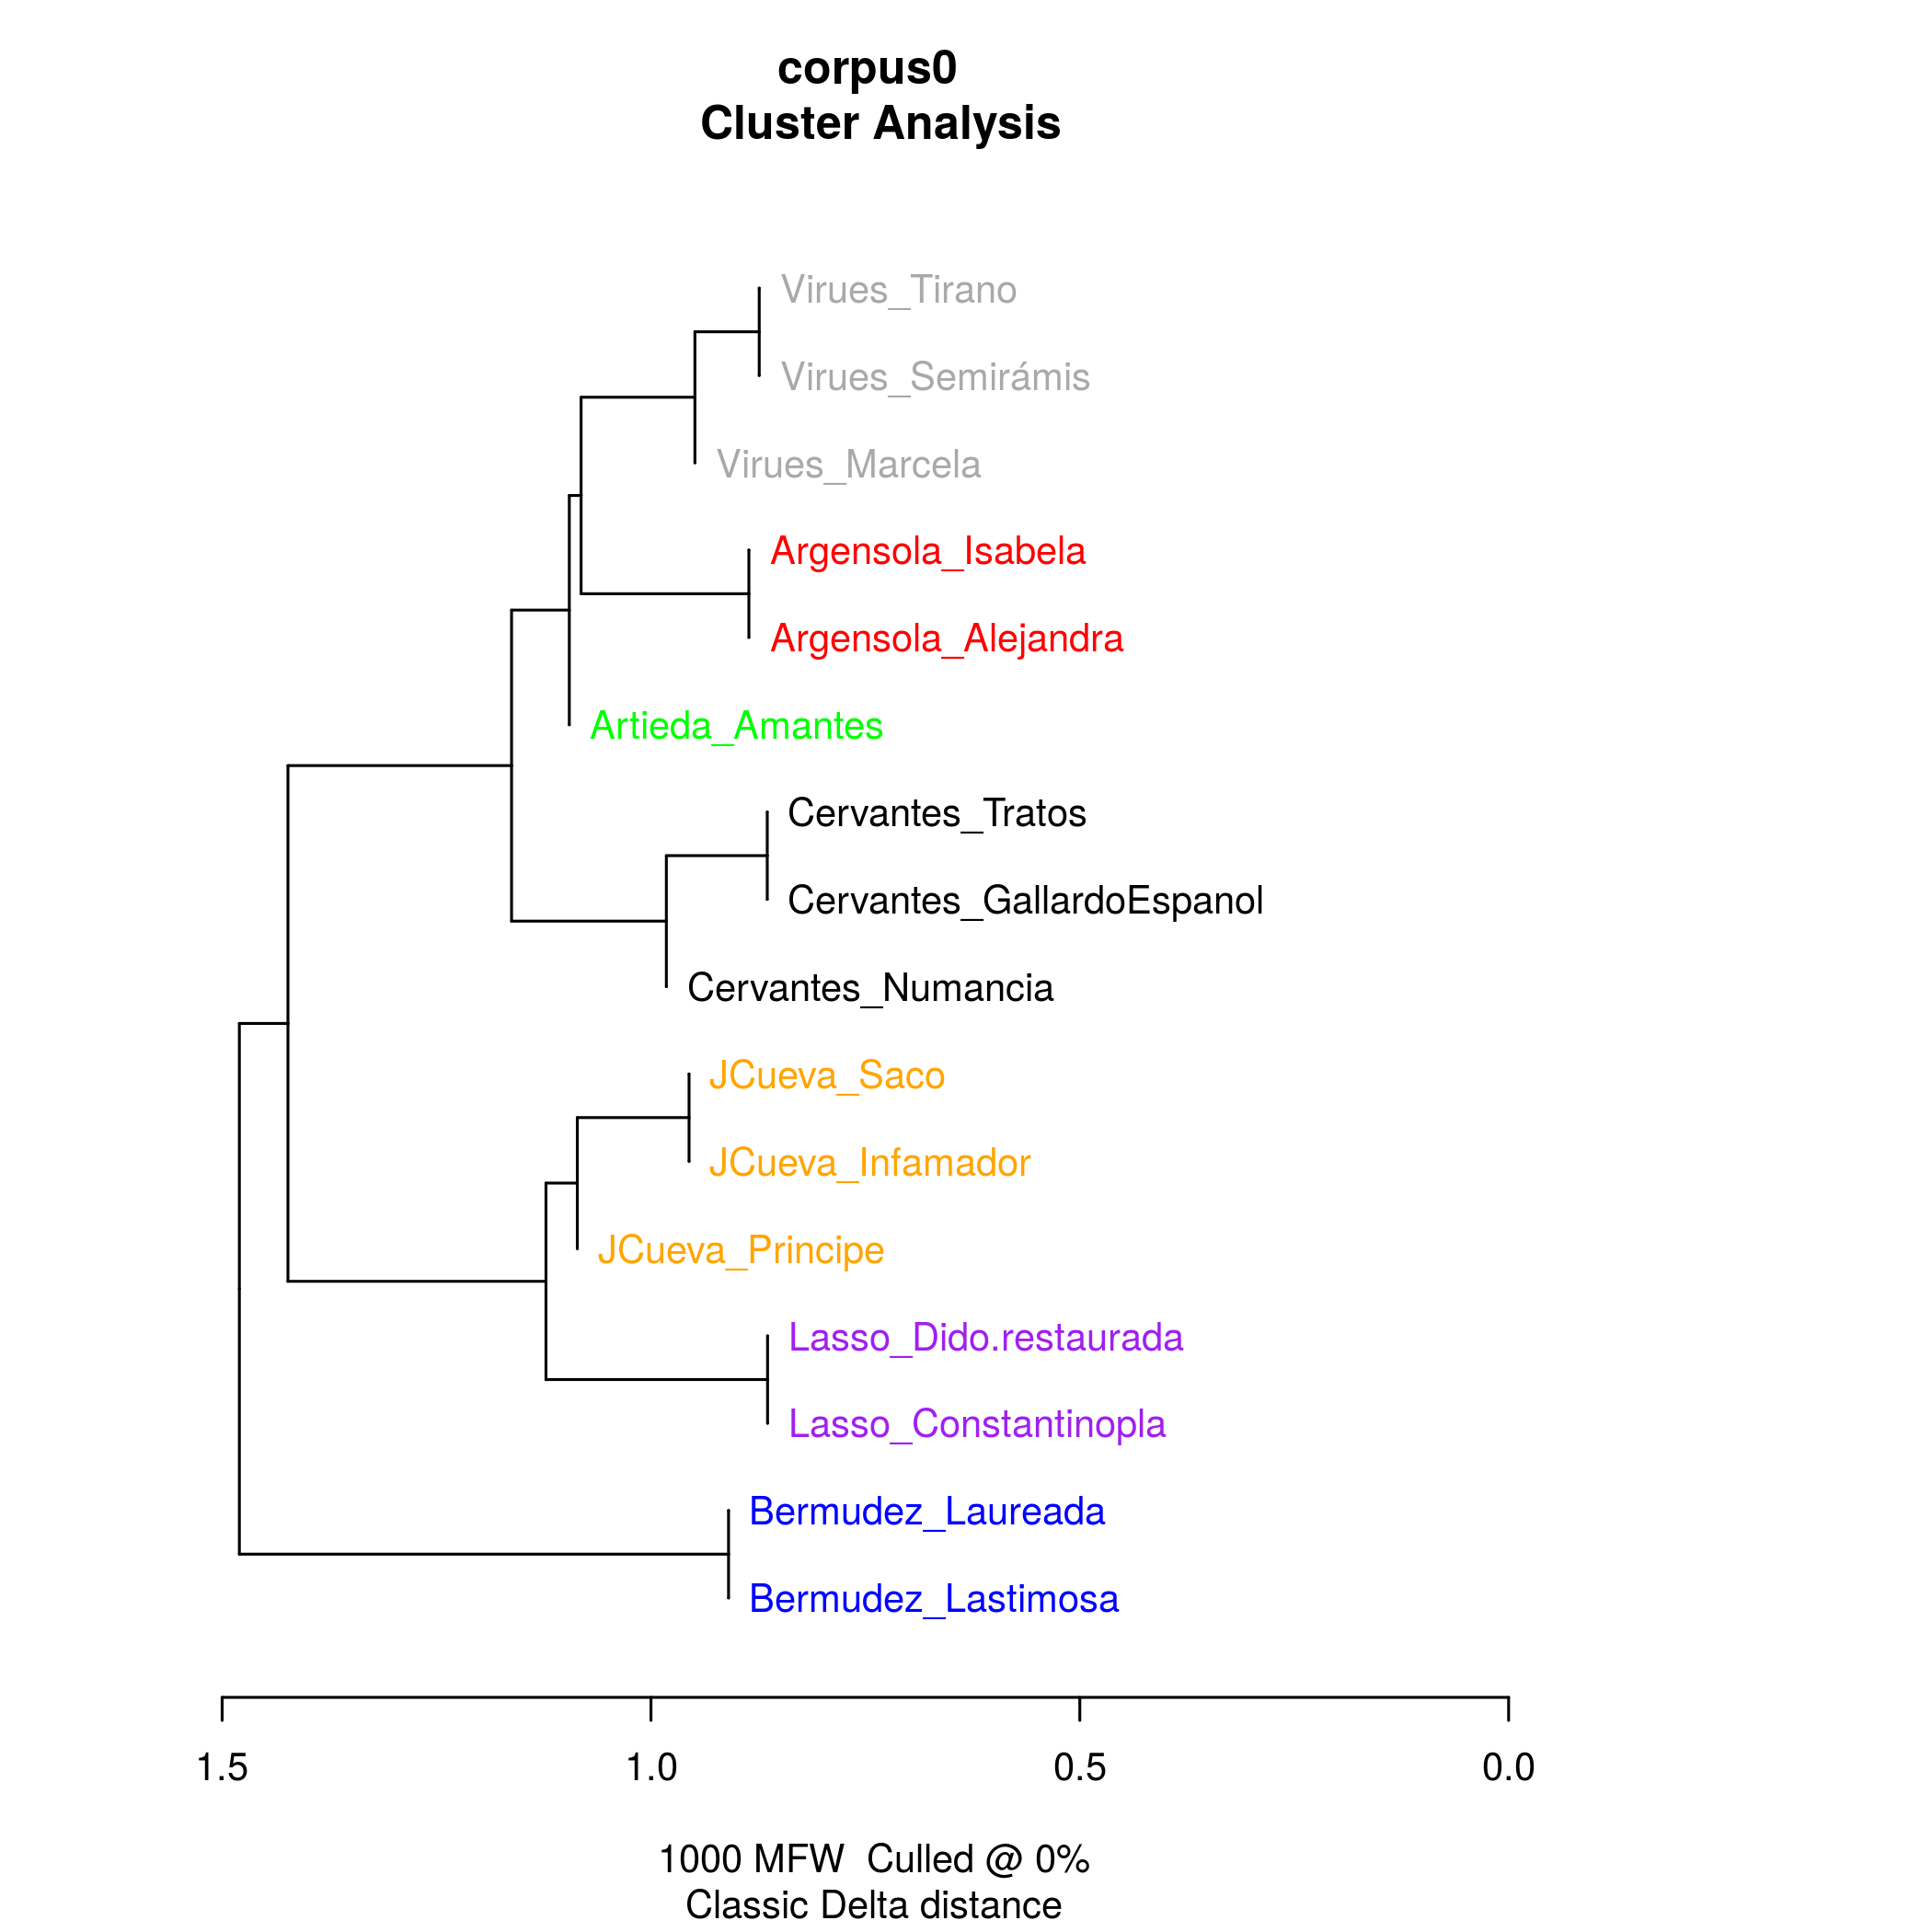 corpus0
Cluster Analysis
Virues_Tirano
Virues_Semirámis
Virues_Marcela
Argensola_Isabela
Argensola_Alejandra
Artieda_Amantes
Cervantes_Tratos
Cervantes_GallardoEspanol
Cervantes_Numancia
JCueva_Saco
JCueva_Infamador
JCueva_Principe
Lasso_Dido.restaurada
Lasso_Constantinopla
Bermudez_Laureada
Bermudez_Lastimosa
1.5 1.0 0.5 0.0
1000 MFW  Culled @ 0%
Classic Delta distance